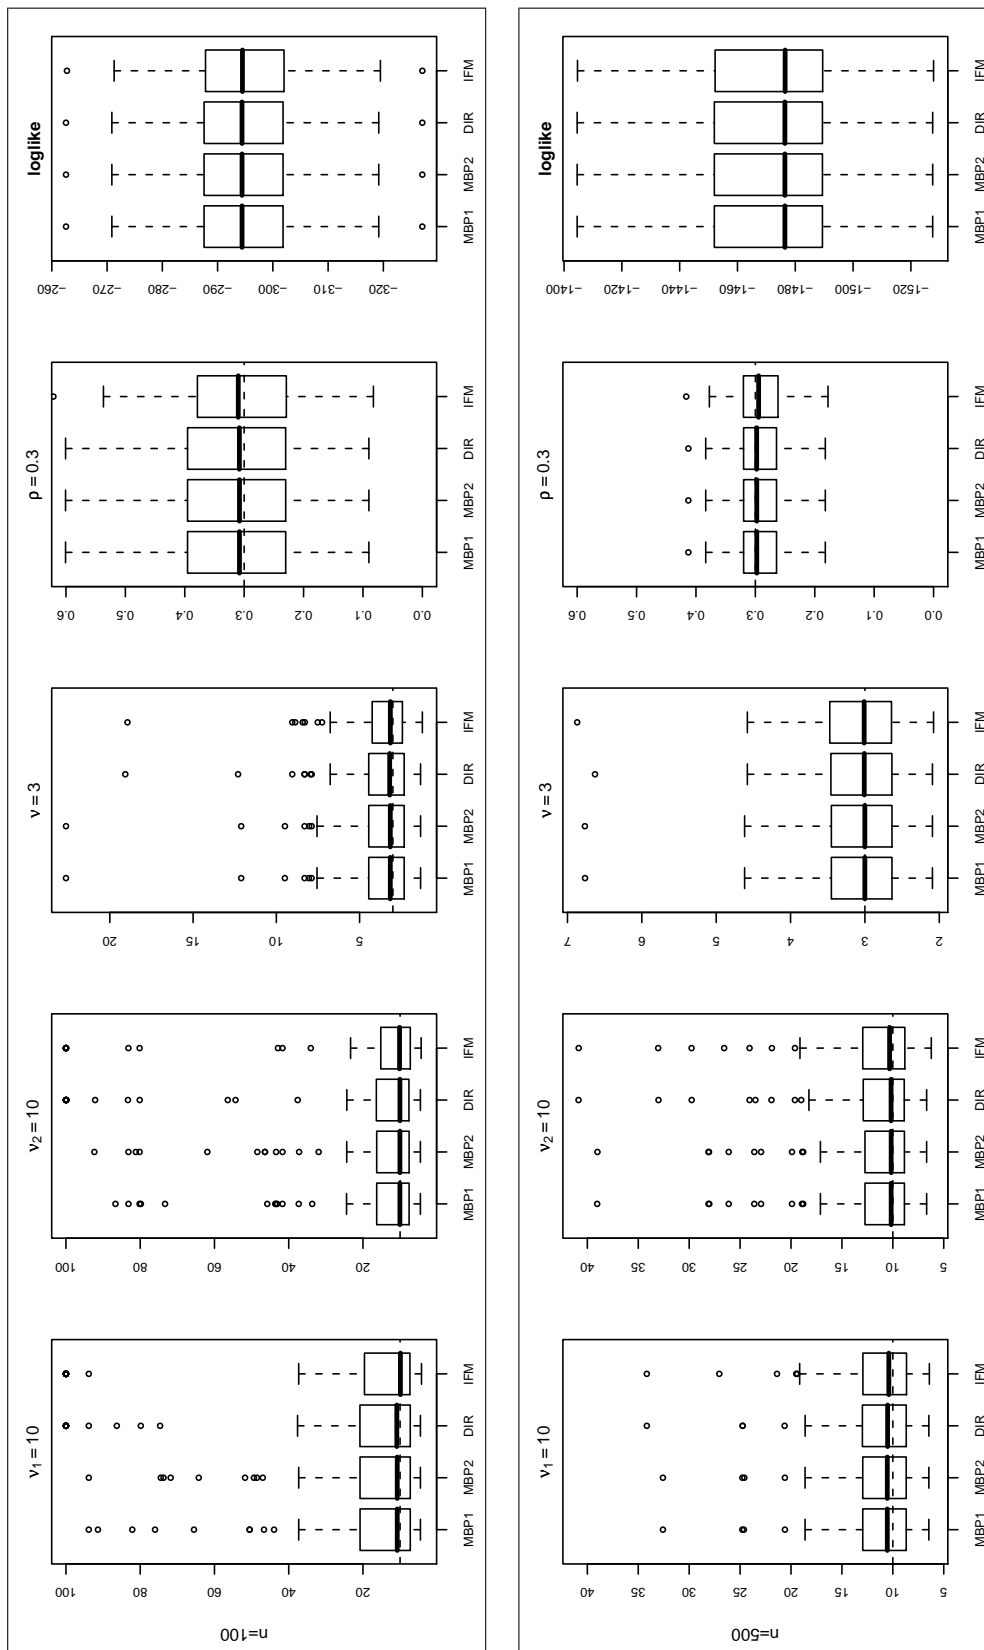 n=100
ν₁ = 10
100
80
60
40
20
MBP1 MBP2 DIR IFM
ν₂ = 10
100
80
60
40
20
MBP1 MBP2 DIR IFM
ν = 3
20
15
10
5
MBP1 MBP2 DIR IFM
ρ = 0.3
0.6
0.5
0.4
0.3
0.2
0.1
0.0
MBP1 MBP2 DIR IFM
loglike
−260
−270
−280
−290
−300
−310
−320
MBP1 MBP2 DIR IFM
n=500
ν₁ = 10
40
35
30
25
20
15
10
5
MBP1 MBP2 DIR IFM
ν₂ = 10
40
35
30
25
20
15
10
5
MBP1 MBP2 DIR IFM
ν = 3
7
6
5
4
3
2
MBP1 MBP2 DIR IFM
ρ = 0.3
0.6
0.5
0.4
0.3
0.2
0.1
0.0
MBP1 MBP2 DIR IFM
loglike
−1400
−1420
−1440
−1460
−1480
−1500
−1520
MBP1 MBP2 DIR IFM